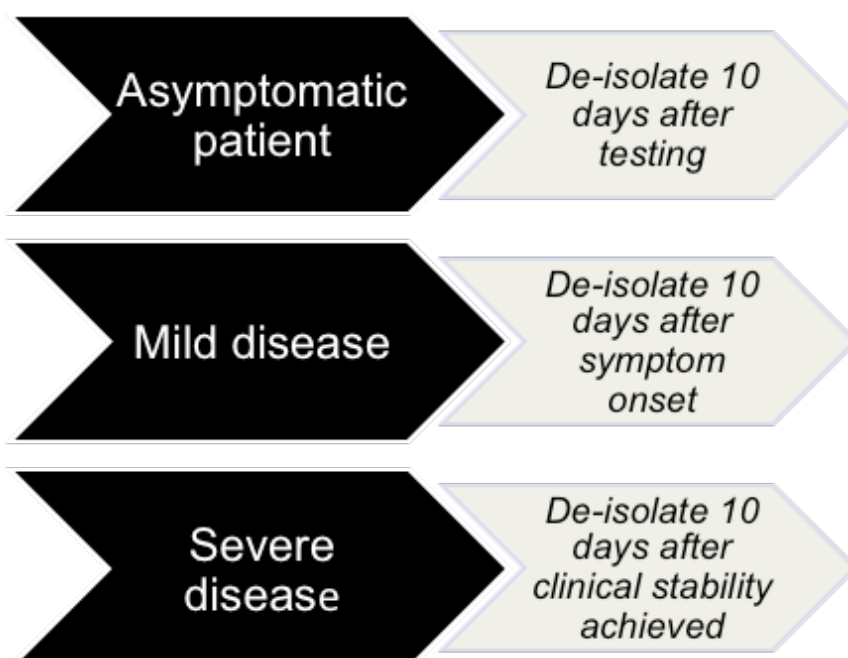 Asymptomatic
patient
De-isolate 10
days after
testing
Mild disease
De-isolate 10
days after
symptom
onset
Severe
disease
De-isolate 10
days after
clinical stability
achieved